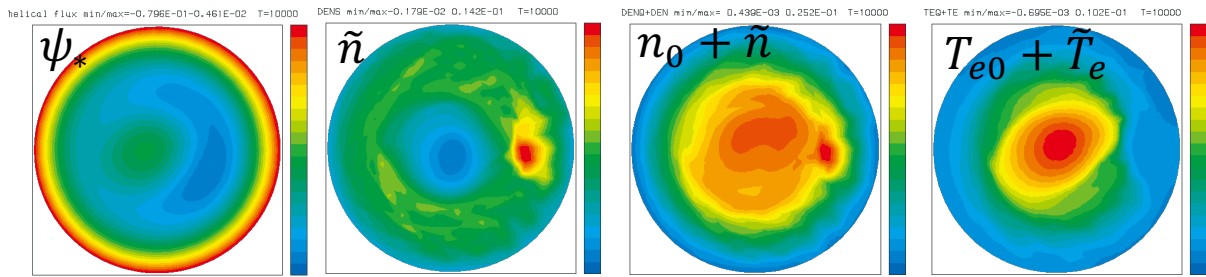 helical flux min/max=-0.796E-01-0.461E-02 T=10000
ψ*
DENS min/max=-0.179E-02 0.142E-01 T=10000
ñ
DENQ+DEN min/max= 0.439E-03 0.252E-01 T=10000
n₀ + ñ
TEQ+TE min/max=-0.695E-03 0.102E-01 T=10000
Tₑ₀ + T̃ₑ